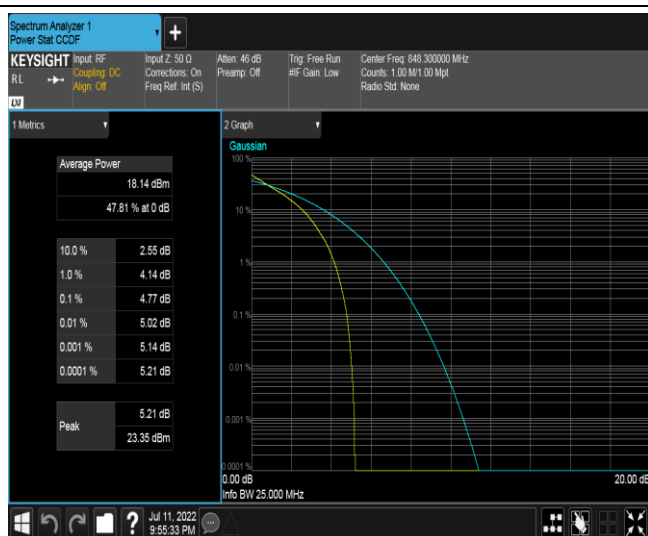 Spectrum Analyzer 1
Power Stat CCDF
+
KEYSIGHT
RL
LXI
Input: RF
Coupling: DC
Align: Off
Input Z: 50 Ω
Corrections: On
Freq Ref: Int (S)
Atten: 46 dB
Preamp: Off
Trig: Free Run
#IF Gain: Low
Center Freq: 848.300000 MHz
Counts: 1.00 M/1.00 Mpt
Radio Std: None
1 Metrics
Average Power
18.14 dBm
47.81 % at 0 dB
10.0 % 2.55 dB
1.0 % 4.14 dB
0.1 % 4.77 dB
0.01 % 5.02 dB
0.001 % 5.14 dB
0.0001 % 5.21 dB
Peak
5.21 dB
23.35 dBm
2 Graph
Gaussian
100 %
10 %
1 %
0.1 %
0.01 %
0.001 %
0.0001 %
0.00 dB 20.00 dB
Info BW 25.000 MHz
?
Jul 11, 2022
9:55:33 PM